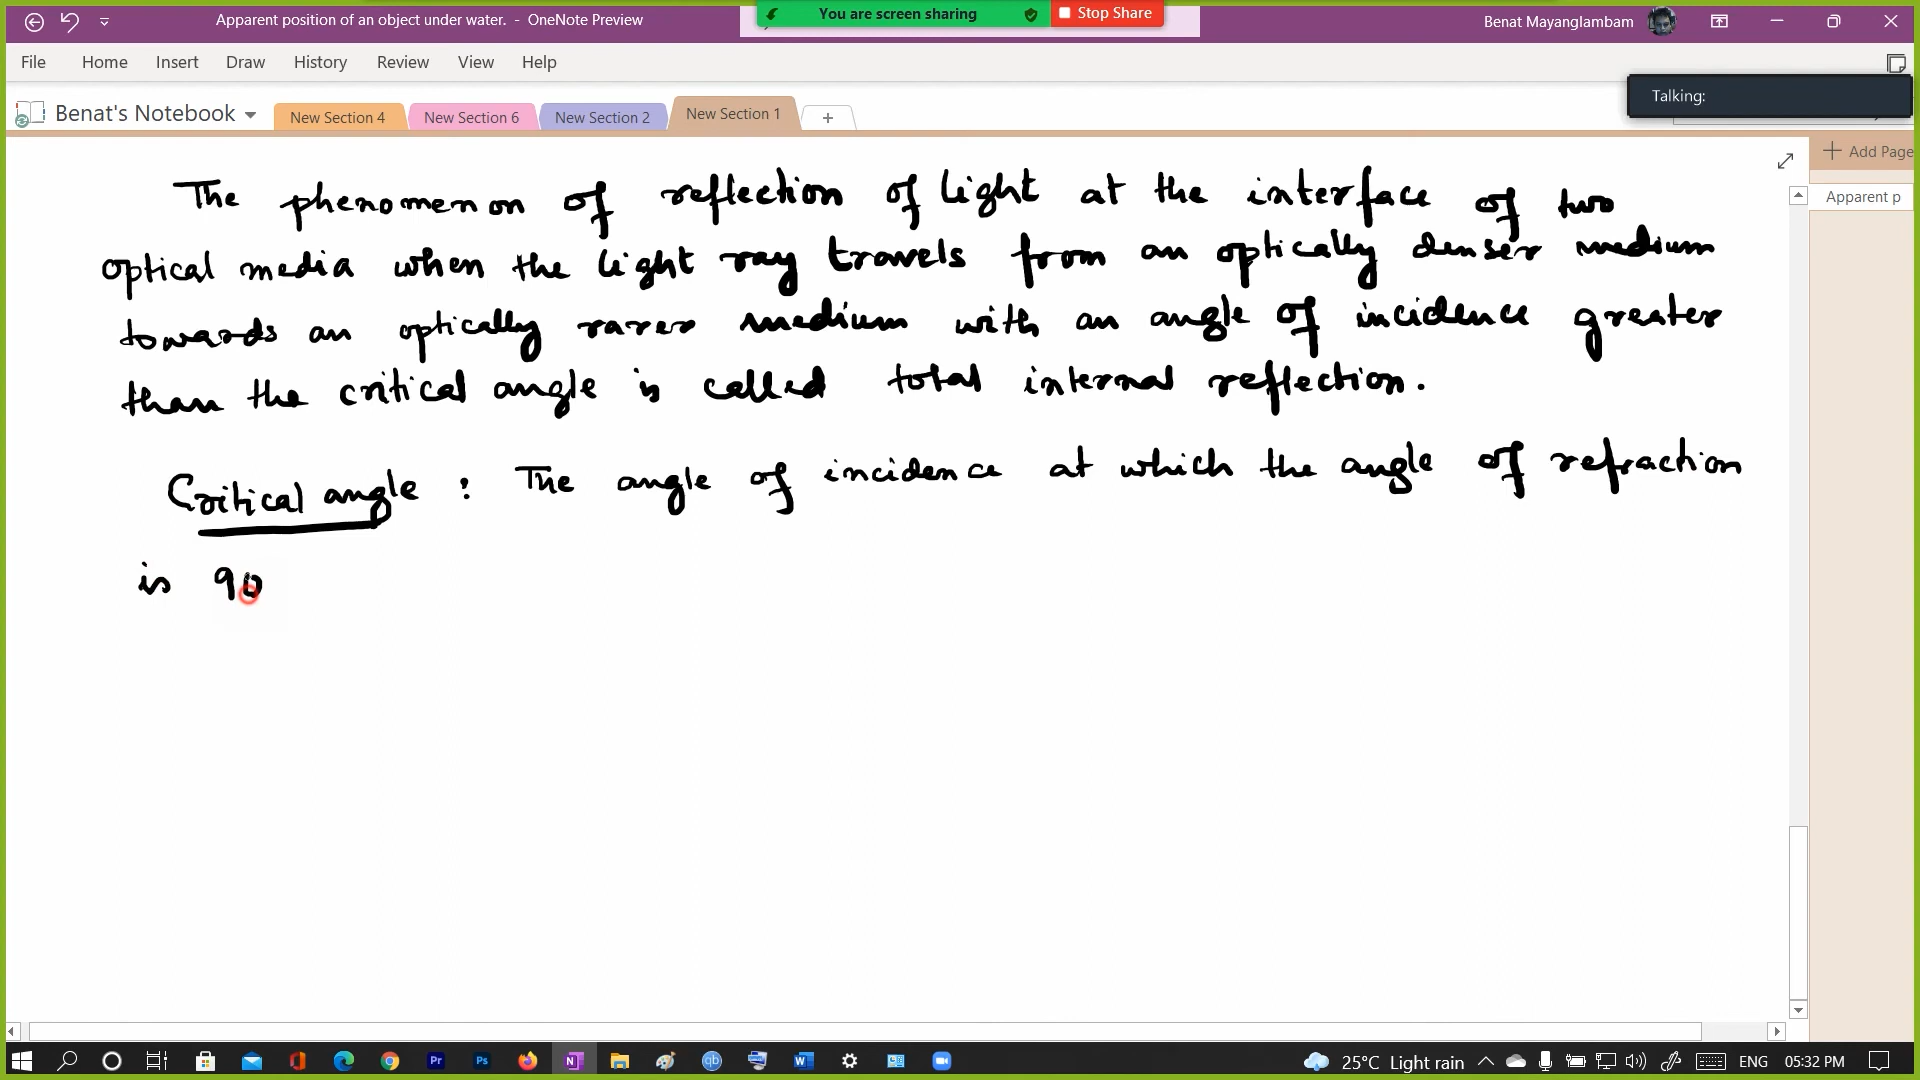 Apparent position of an object under water. - OneNote Preview
You are screen sharing
Stop Share
Benat Mayanglambam
File Home Insert Draw History Review View Help
Talking:
Benat's Notebook New Section 4 New Section 6 New Section 2 New Section 1 +
Add Page
Apparent p
The phenomenon of reflection of light at the interface of two
optical media when the light ray travels from an optically denser medium
towards an optically rarer medium with an angle of incidence greater
than the critical angle is called total internal reflection.
Critical angle : The angle of incidence at which the angle of refraction
is 90
25°C Light rain ENG 05:32 PM